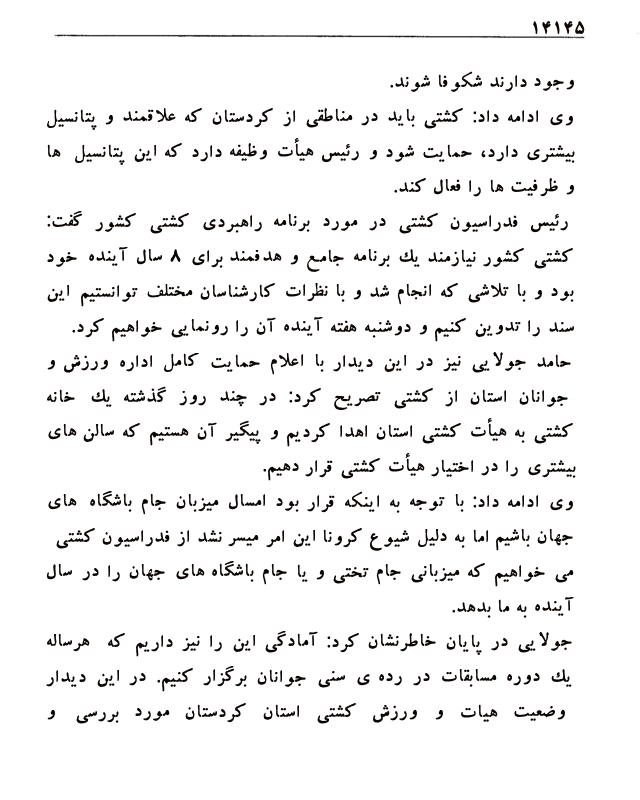 ۱۴۱۴۵
وجود دارند شکوفا شوند.
وی ادامه داد: کشتی باید در مناطقی از کردستان که علاقمند و پتانسیل
بیشتری دارد، حمایت شود و رئیس هیأت وظیفه دارد که این پتانسیل ها
و ظرفیت ها را فعال کند.
رئیس فدراسیون کشتی در مورد برنامه راهبردی کشتی کشور گفت:
کشتی کشور نیازمند یك برنامه جامع و هدفمند برای ۸ سال آینده خود
بود و با تلاشی که انجام شد و با نظرات کارشناسان مختلف توانستیم این
سند را تدوین کنیم و دوشنبه هفته آینده آن را رونمایی خواهیم کرد.
حامد جولایی نیز در این دیدار با اعلام حمایت کامل اداره ورزش و
جوانان استان از کشتی تصریح کرد: در چند روز گذشته یك خانه
کشتی به هیأت کشتی استان اهدا کردیم و پیگیر آن هستیم که سالن های
بیشتری را در اختیار هیأت کشتی قرار دهیم.
وی ادامه داد: با توجه به اینکه قرار بود امسال میزبان جام باشگاه های
جهان باشیم اما به دلیل شیوع کرونا این امر میسر نشد از فدراسیون کشتی
می خواهیم که میزبانی جام تختی و یا جام باشگاه های جهان را در سال
آینده به ما بدهد.
جولایی در پایان خاطرنشان کرد: آمادگی این را نیز داریم که هرساله
یك دوره مسابقات در رده ی سنی جوانان برگزار کنیم. در این دیدار
وضعیت هیات و ورزش کشتی استان کردستان مورد بررسی و